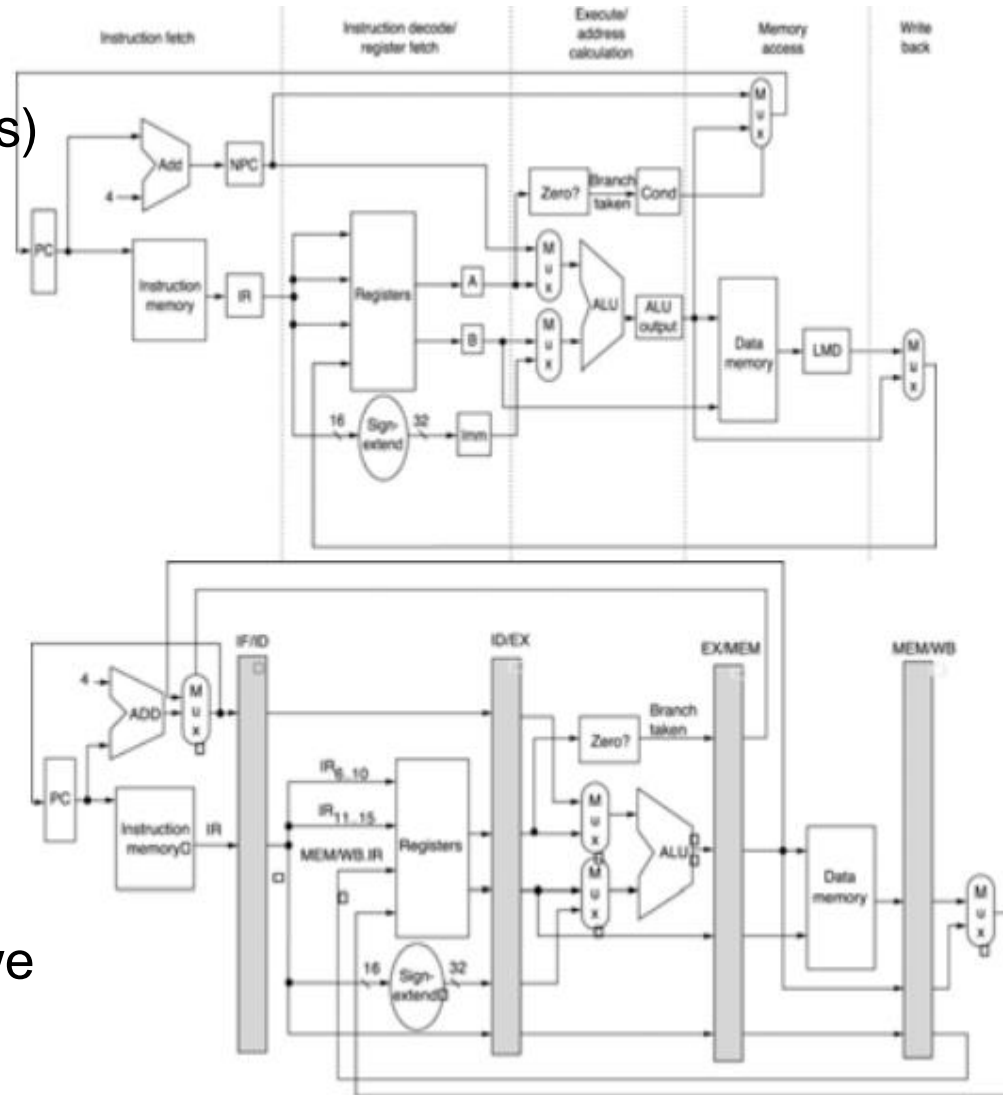 Instruction fetch
Instruction decode/
register fetch
Execute/
address
calculation
Memory
access
Write
back
s)
M
u
x
Add
NPC
4
Zero?
Branch
taken
Cond
PC
Instruction
memory
IR
Registers
A
B
M
u
x
M
u
x
ALU
ALU
output
Data
memory
LMD
M
u
x
16
Sign-
extend
32
Imm
IF/ID
ID/EX
EX/MEM
MEM/WB
4
ADD
M
u
x
Branch
taken
Zero?
PC
Instruction
memory
IR
IR6..10
IR11..15
MEM/WB.IR
Registers
M
u
x
M
u
x
ALU
Data
memory
M
u
x
16
Sign-
extend
32
ve